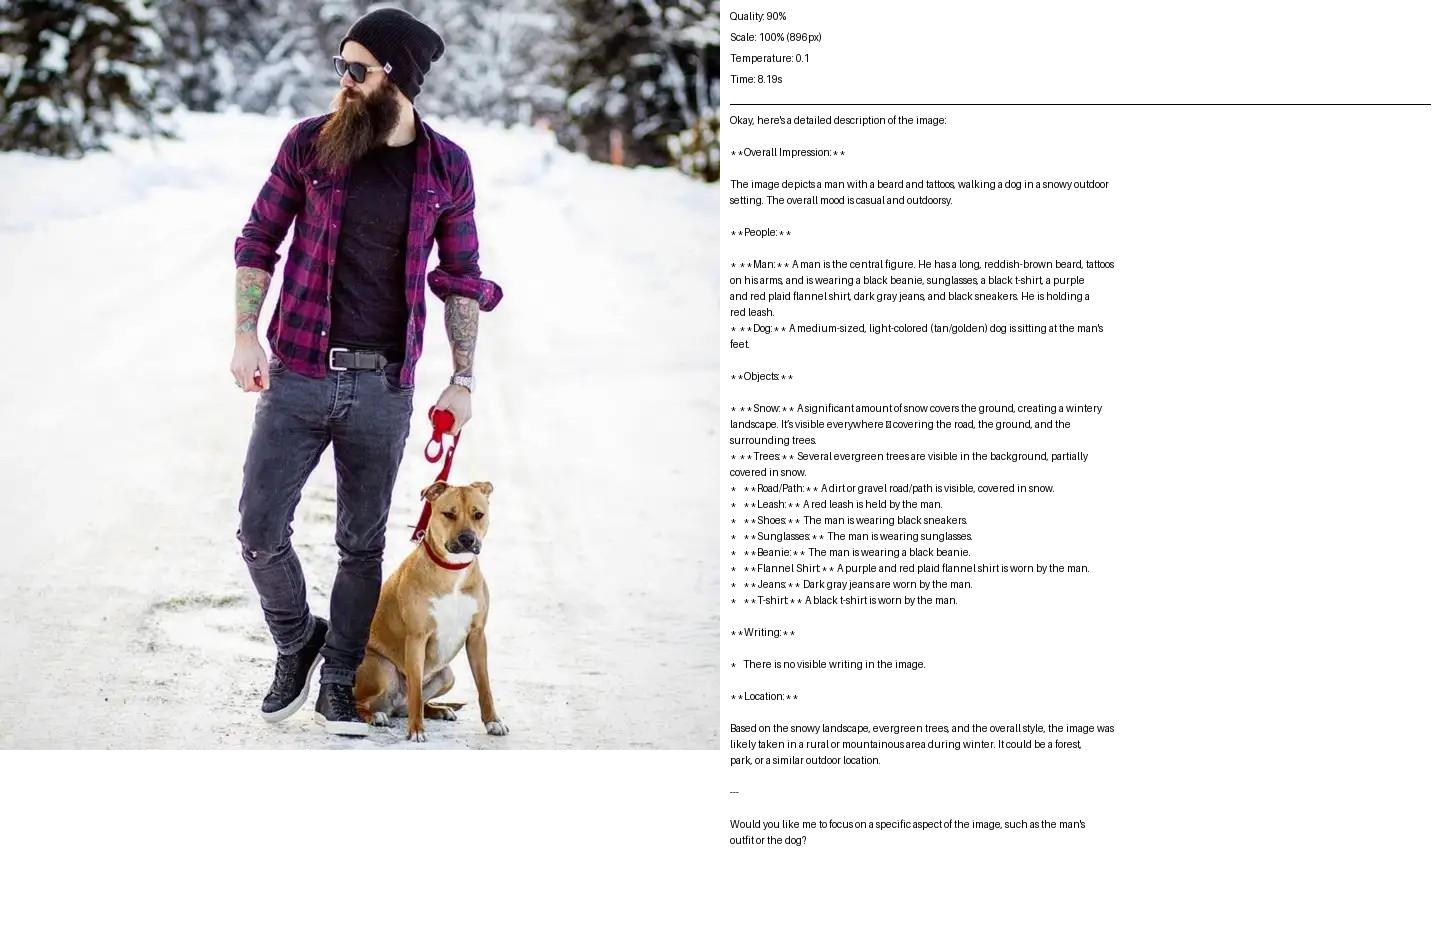 Quality: 90%
Scale: 100% (896px)
Temperature: 0.1
Time: 8.19s
Okay, here's a detailed description of the image:
**Overall Impression:**
The image depicts a man with a beard and tattoos, walking a dog in a snowy outdoor
setting. The overall mood is casual and outdoorsy.
**People:**
* **Man:** A man is the central figure. He has a long, reddish-brown beard, tattoos
on his arms, and is wearing a black beanie, sunglasses, a black t-shirt, a purple
and red plaid flannel shirt, dark gray jeans, and black sneakers. He is holding a
red leash.
* **Dog:** A medium-sized, light-colored (tan/golden) dog is sitting at the man's
feet.
**Objects:**
* **Snow:** A significant amount of snow covers the ground, creating a wintery
landscape. It's visible everywhere covering the road, the ground, and the
surrounding trees.
* **Trees:** Several evergreen trees are visible in the background, partially
covered in snow.
* **Road/Path:** A dirt or gravel road/path is visible, covered in snow.
* **Leash:** A red leash is held by the man.
* **Shoes:** The man is wearing black sneakers.
* **Sunglasses:** The man is wearing sunglasses.
* **Beanie:** The man is wearing a black beanie.
* **Flannel Shirt:** A purple and red plaid flannel shirt is worn by the man.
* **Jeans:** Dark gray jeans are worn by the man.
* **T-shirt:** A black t-shirt is worn by the man.
**Writing:**
* There is no visible writing in the image.
**Location:**
Based on the snowy landscape, evergreen trees, and the overall style, the image was
likely taken in a rural or mountainous area during winter. It could be a forest,
park, or a similar outdoor location.
---
Would you like me to focus on a specific aspect of the image, such as the man's
outfit or the dog?